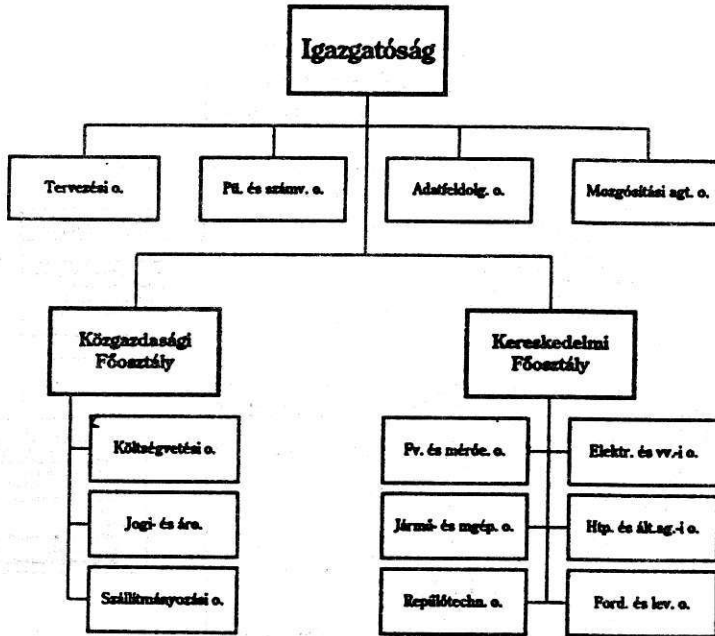 Igazgatóság
Tervezési o.
Pü. és számv. o.
Adatfeldolg. o.
Mozgósítási agt. o.
Közgazdasági
Főosztály
Kereskedelmi
Főosztály
Költségvetési o.
Pv. és mérőe. o.
Elektr. és vv.-i o.
Jogi- és áro.
Jármű- és mgép. o.
Htp. és ált.ag.-i o.
Szállítmányozási o.
Repülőtechn. o.
Ford. és lev. o.